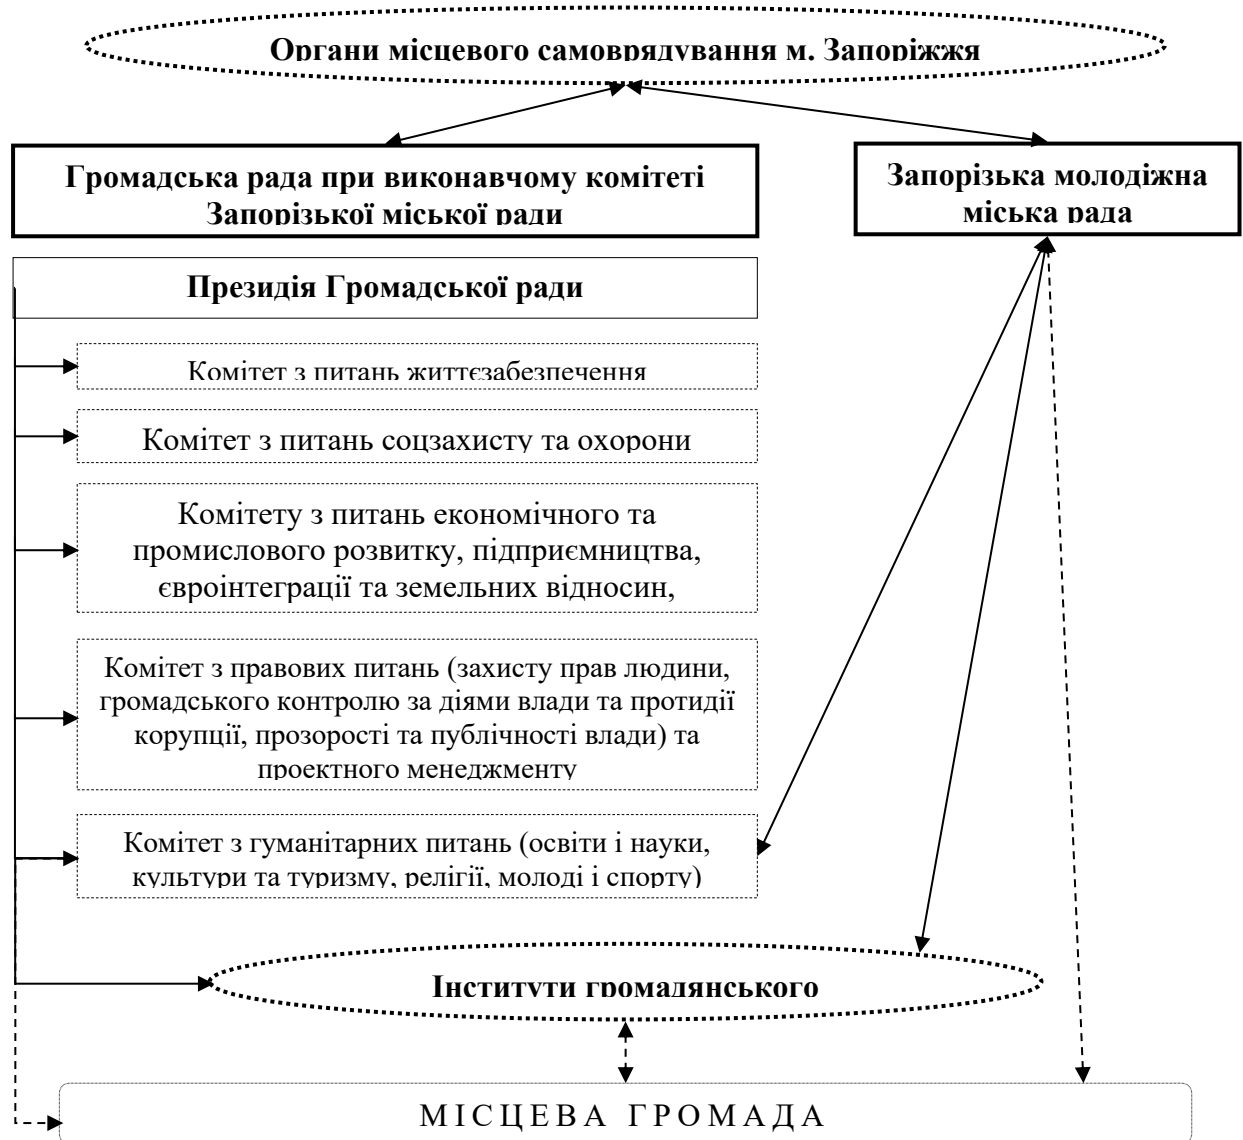 Органи місцевого самоврядування м. Запоріжжя
Громадська рада при виконавчому комітеті
Запорізької міської ради
Запорізька молодіжна
міська рада
Президія Громадської ради
Комітет з питань життєзабезпечення
Комітет з питань соцзахисту та охорони
Комітету з питань економічного та
промислового розвитку, підприємництва,
євроінтеграції та земельних відносин,
Комітет з правових питань (захисту прав людини,
громадського контролю за діями влади та протидії
корупції, прозорості та публічності влади) та
проектного менеджменту
Комітет з гуманітарних питань (освіти і науки,
культури та туризму, релігії, молоді і спорту)
Інститути громадянського
МІСЦЕВА ГРОМАДА